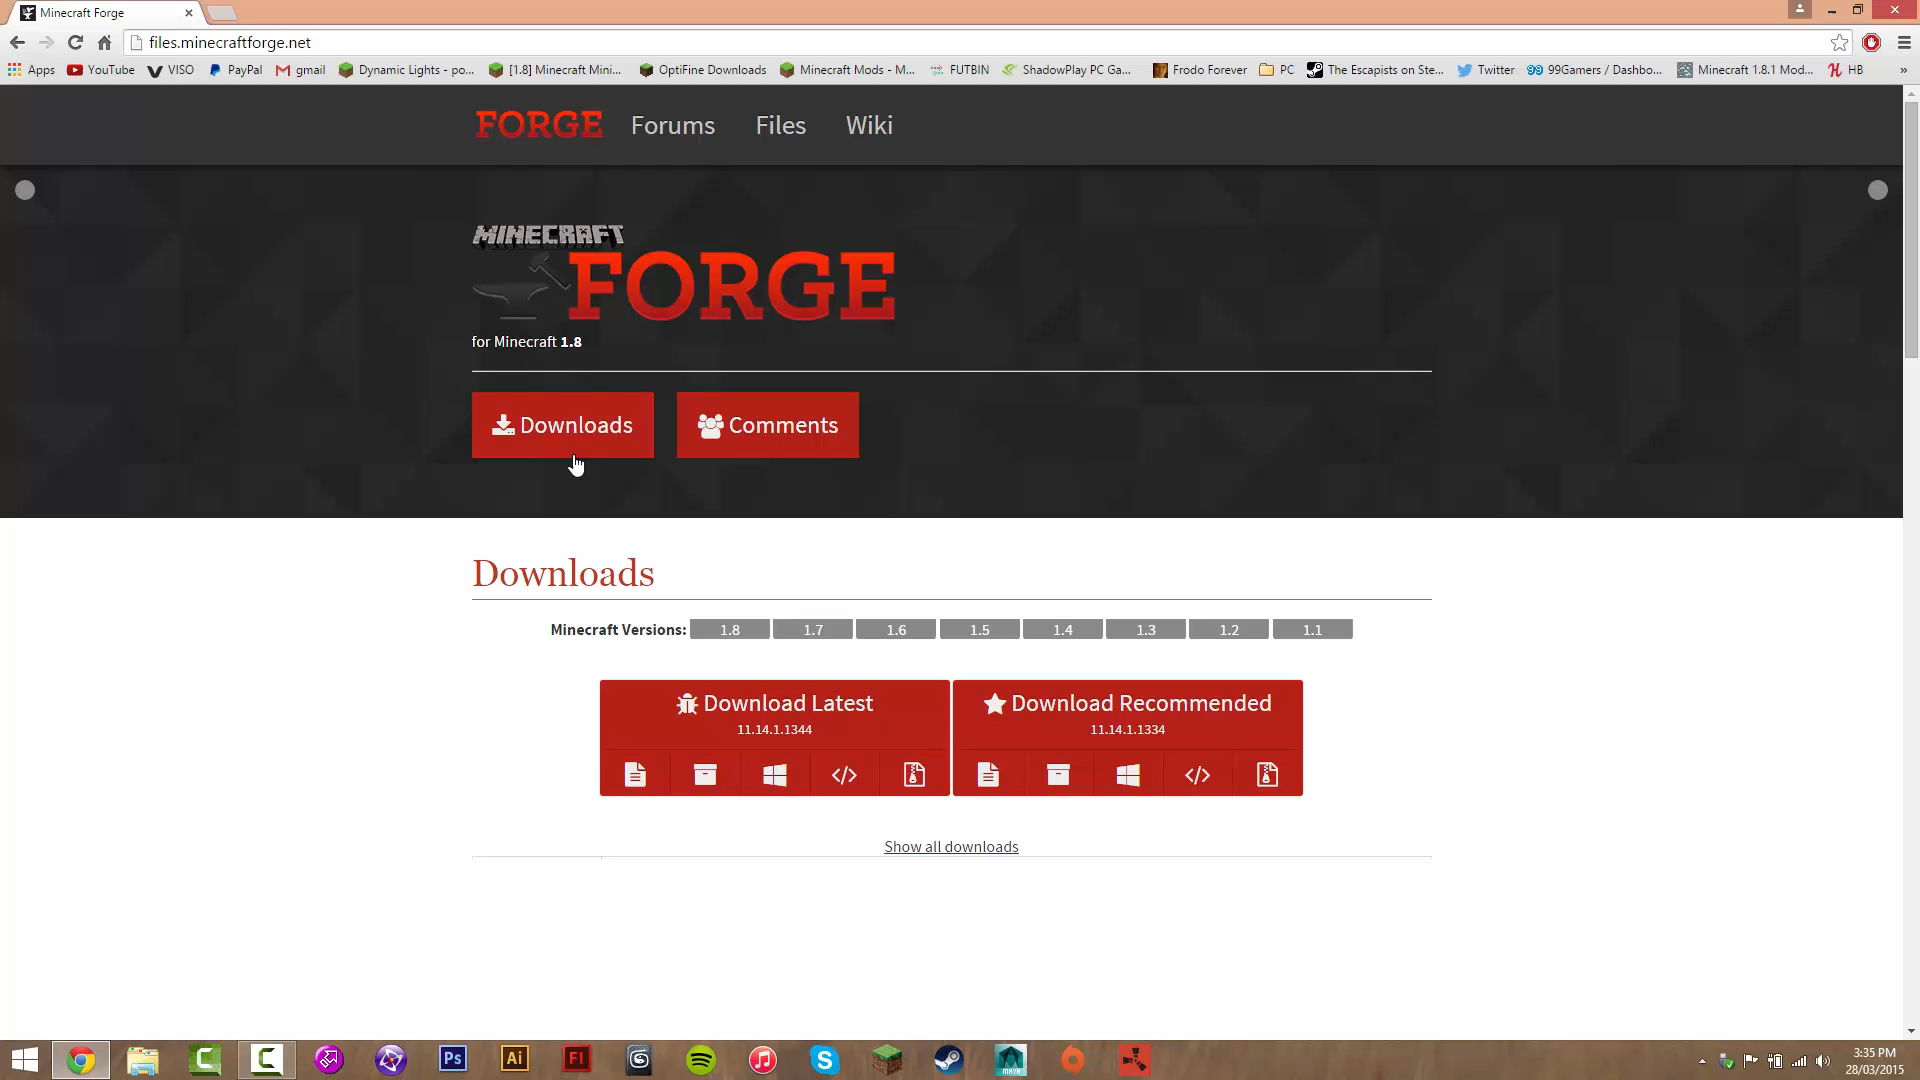 Minecraft Forge
files.minecraftforge.net
Apps YouTube VISO PayPal gmail Dynamic Lights - po... [1.8] Minecraft Mini... OptiFine Downloads Minecraft Mods - M... FUTBIN ShadowPlay PC Ga... Frodo Forever PC The Escapists on Ste... Twitter 99Gamers / Dashbo... Minecraft 1.8.1 Mod... HB »
FORGE Forums Files Wiki
MINECRAFT
FORGE
for Minecraft 1.8
Downloads Comments
Downloads
Minecraft Versions: 1.8 1.7 1.6 1.5 1.4 1.3 1.2 1.1
Download Latest Download Recommended
11.14.1.1344 11.14.1.1334
Show all downloads
Ps Ai Fl MAYA
3:35 PM
28/03/2015